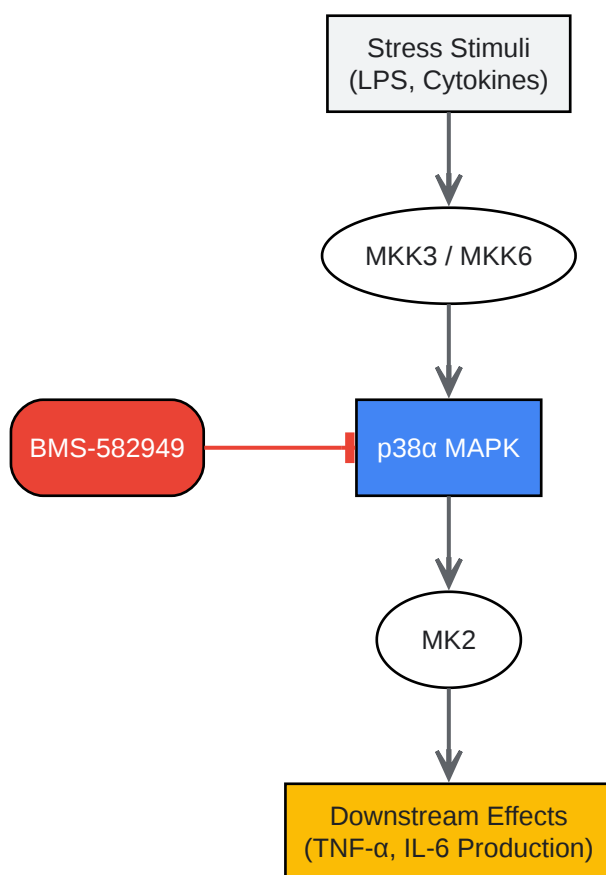 Stress Stimuli
(LPS, Cytokines)
MKK3 / MKK6
BMS-582949
p38α MAPK
MK2
Downstream Effects
(TNF-α, IL-6 Production)